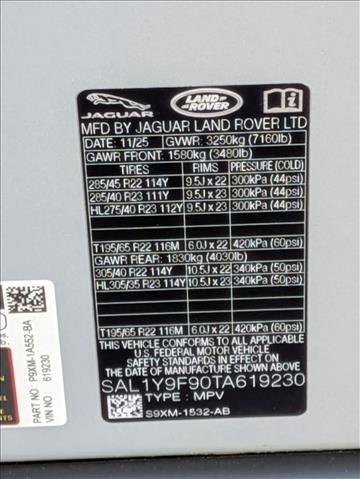 JAGUAR
LAND ROVER
MFD BY JAGUAR LAND ROVER LTD
DATE: 11/25 GVWR: 3250kg (7160lb)
GAWR FRONT: 1580kg (3480lb)
TIRES RIMS PRESSURE (COLD)
285/45 R22 114Y 9.5J x 22 300kPa (44psi)
285/40 R23 111Y 9.5J x 23 300kPa (44psi)
HL275/40 R23 112Y 9.5J x 23 300kPa (44psi)
T195/65 R22 116M 6.0J x 22 420kPa (60psi)
GAWR REAR: 1830kg (4030lb)
305/40 R22 114Y 10.5J x 22 340kPa (50psi)
HL305/35 R23 114Y 10.5J x 23 340kPa (50psi)
T195/65 R22 116M 6.0J x 22 420kPa (60psi)
THIS VEHICLE CONFORMS TO ALL APPLICABLE
U.S. FEDERAL MOTOR VEHICLE SAFETY
AND THEFT PREVENTION STANDARDS IN EFFECT ON
THE DATE OF MANUFACTURE SHOWN ABOVE
SAL1Y9F90TA619230
TYPE: MPV
S9XM-1532-AB
PART NO P9XM-1A552-BA
VIN NO 619230